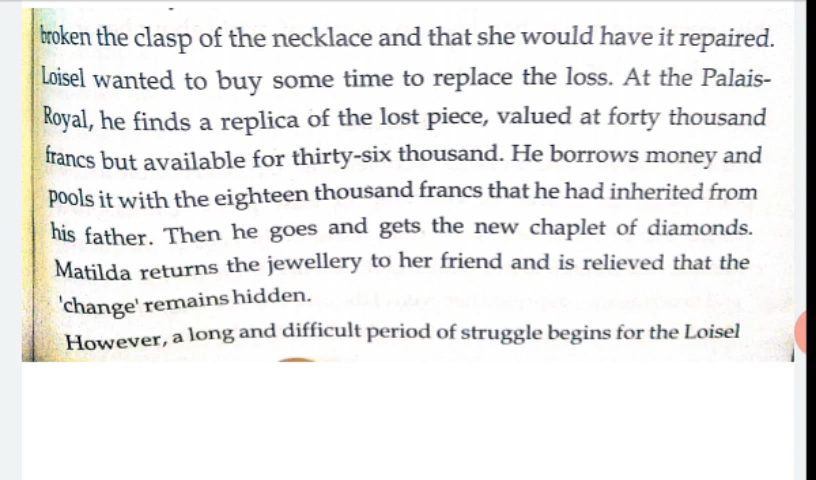 broken the clasp of the necklace and that she would have it repaired.
Loisel wanted to buy some time to replace the loss. At the Palais-
Royal, he finds a replica of the lost piece, valued at forty thousand
francs but available for thirty-six thousand. He borrows money and
pools it with the eighteen thousand francs that he had inherited from
his father. Then he goes and gets the new chaplet of diamonds.
Matilda returns the jewellery to her friend and is relieved that the
'change' remains hidden.
However, a long and difficult period of struggle begins for the Loisel